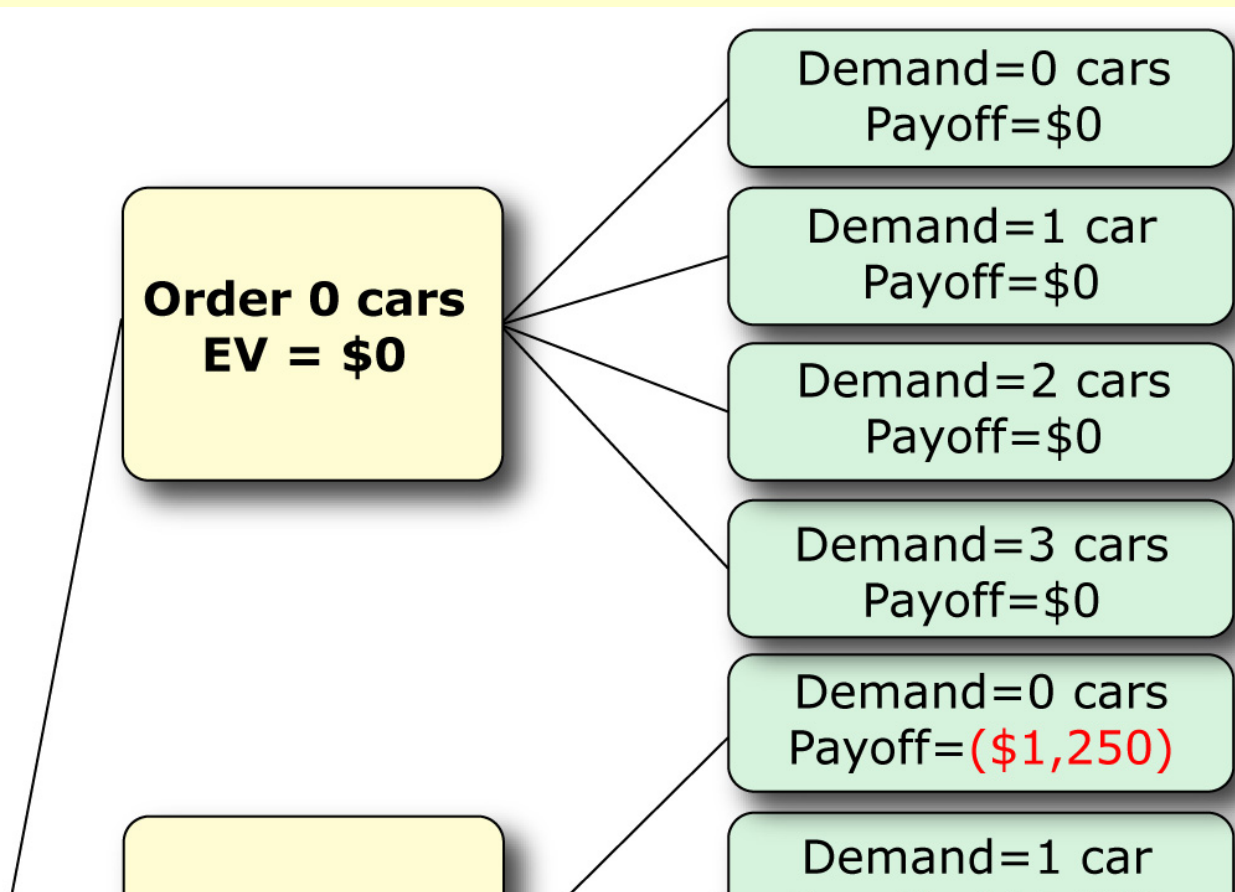 Demand=0 cars
Payoff=$0
Demand=1 car
Payoff=$0
Order 0 cars
EV = $0
Demand=2 cars
Payoff=$0
Demand=3 cars
Payoff=$0
Demand=0 cars
Payoff=($1,250)
Demand=1 car